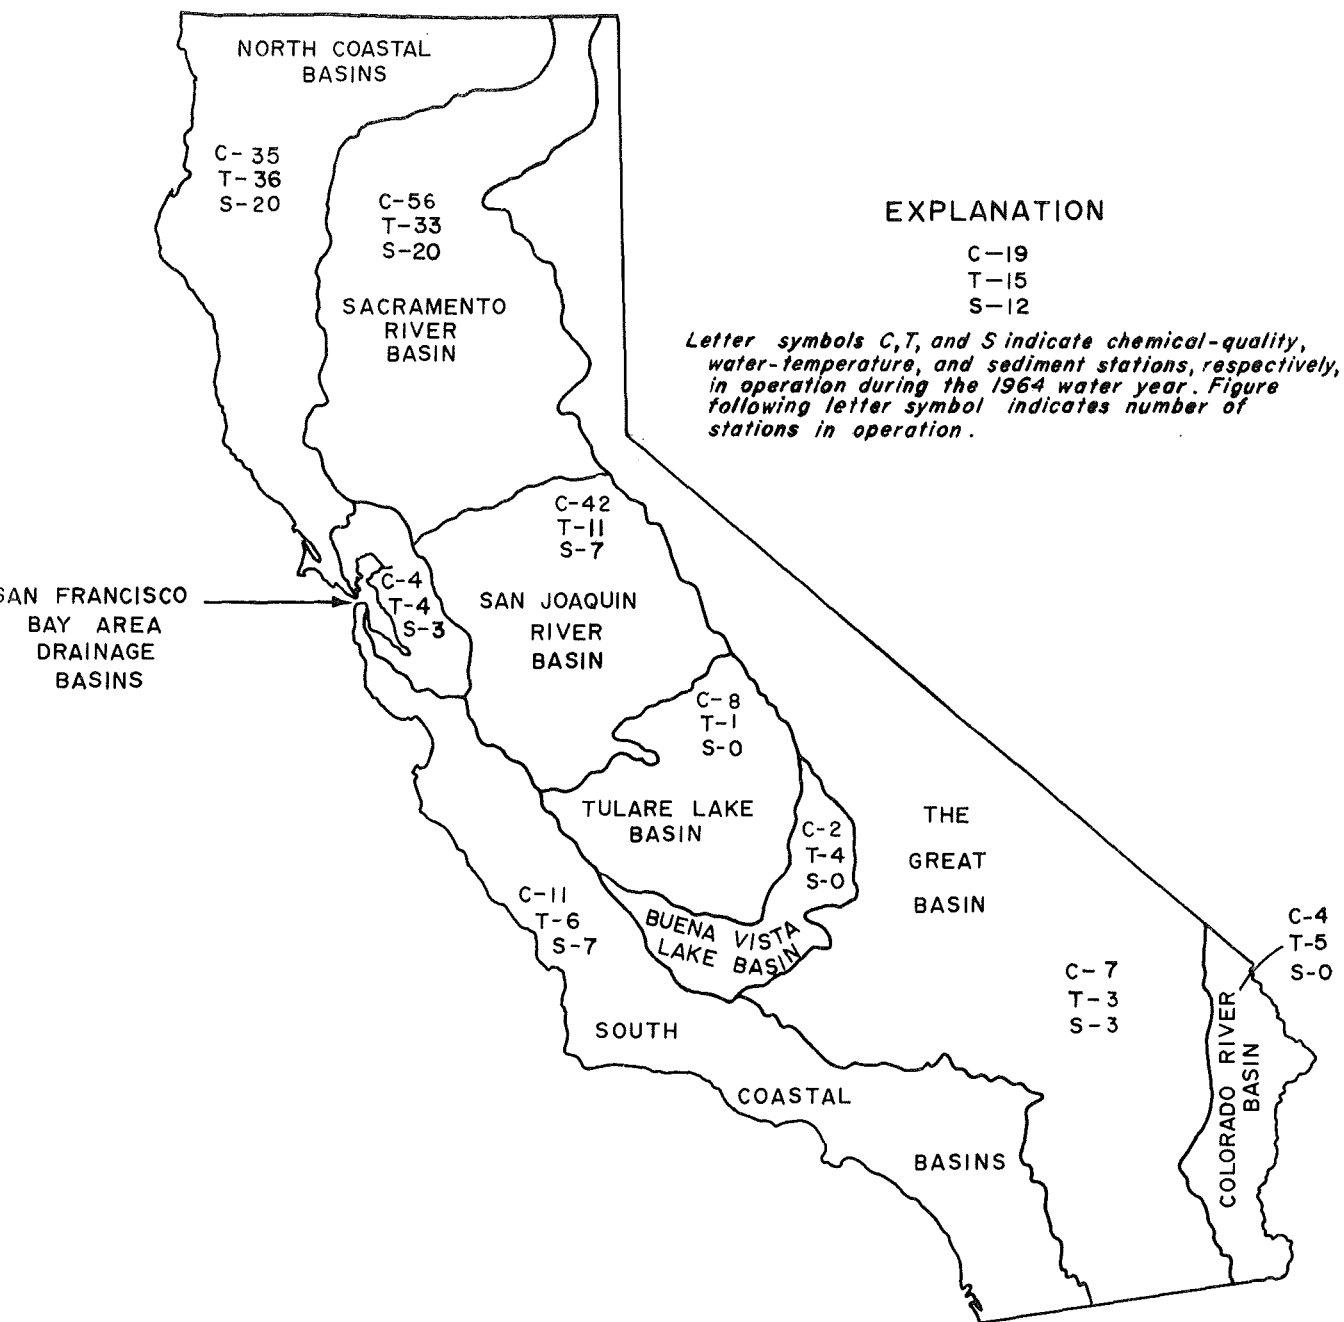 NORTH COASTAL
BASINS
C-35
T-36
S-20
C-56
T-33
S-20
SACRAMENTO
RIVER
BASIN
EXPLANATION
C-19
T-15
S-12
Letter symbols C,T, and S indicate chemical-quality,
water-temperature, and sediment stations, respectively,
in operation during the 1964 water year. Figure
following letter symbol indicates number of
stations in operation.
C-42
T-11
S-7
SAN JOAQUIN
RIVER
BASIN
C-4
T-4
S-3
SAN FRANCISCO
BAY AREA
DRAINAGE
BASINS
C-8
T-1
S-0
TULARE LAKE
BASIN
C-2
T-4
S-0
BUENA VISTA
LAKE BASIN
THE
GREAT
BASIN
C-7
T-3
S-3
C-4
T-5
S-0
COLORADO RIVER
BASIN
C-11
T-6
S-7
SOUTH
COASTAL
BASINS